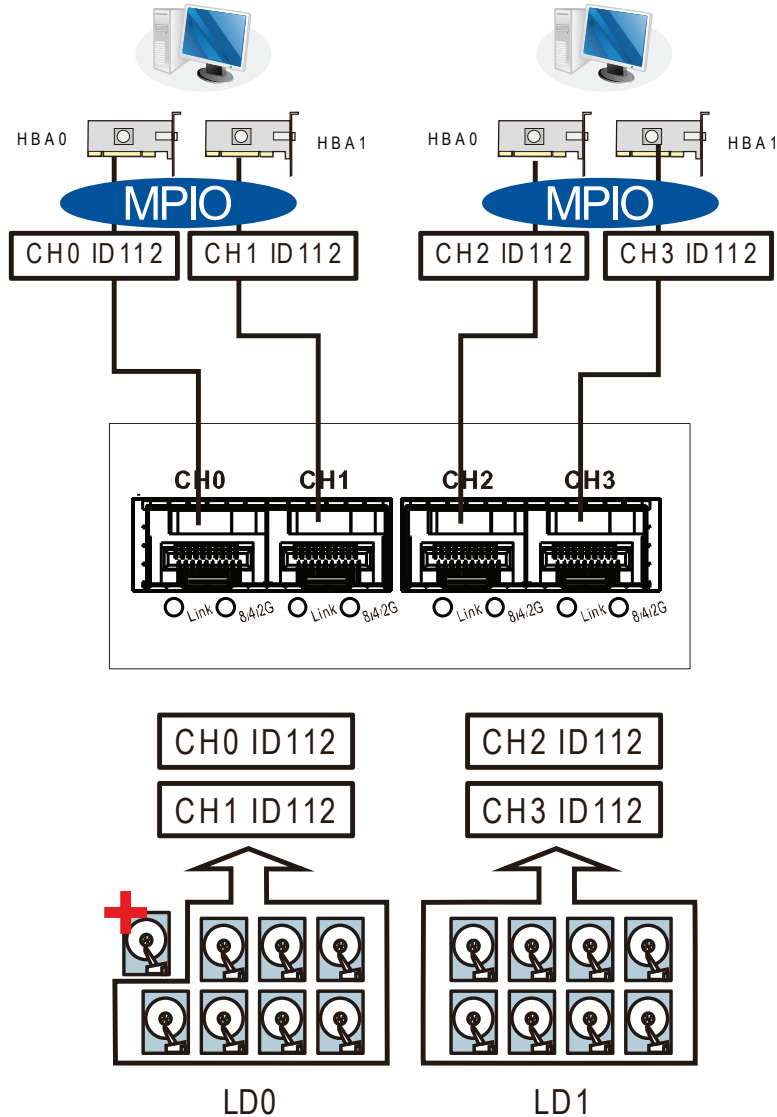 HBA0
HBA1
HBA0
HBA1
MPIO
MPIO
CH0 ID112
CH1 ID112
CH2 ID112
CH3 ID112
CH0
CH1
CH2
CH3
Link
8/4/2G
Link
8/4/2G
Link
8/4/2G
Link
8/4/2G
CH0 ID112
CH2 ID112
CH1 ID112
CH3 ID112
LD0
LD1